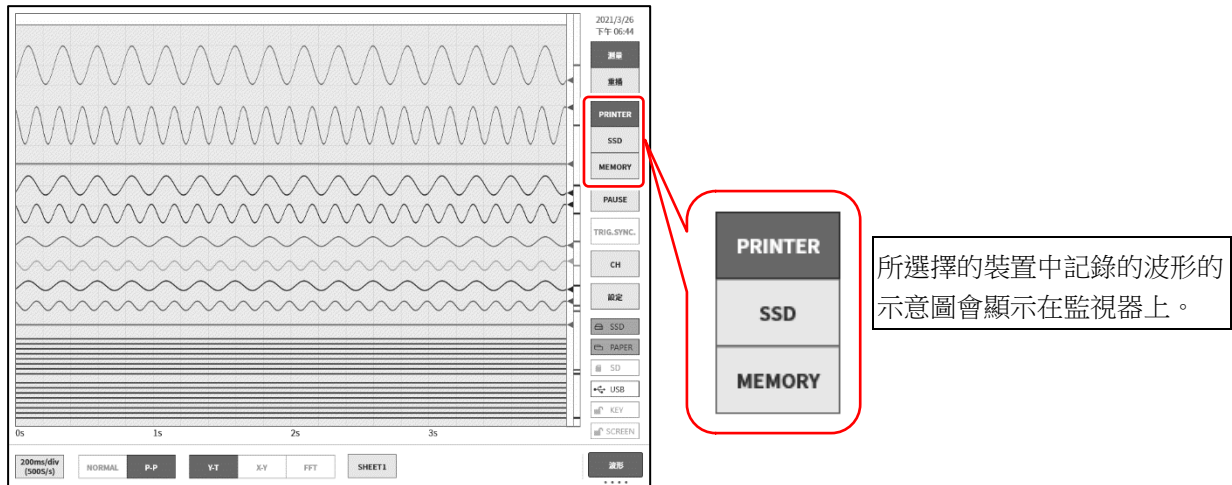 2021/3/26
下午 06:44
測量
重播
PRINTER
SSD
MEMORY
PAUSE
TRIG.SYNC.
CH
設定
SSD
PAPER
SD
USB
KEY
SCREEN
0s 1s 2s 3s
200ms/div
(500S/s)
NORMAL P-P Y-T X-Y FFT SHEET1 波形
PRINTER
SSD
MEMORY
所選擇的裝置中記錄的波形的
示意圖會顯示在監視器上。